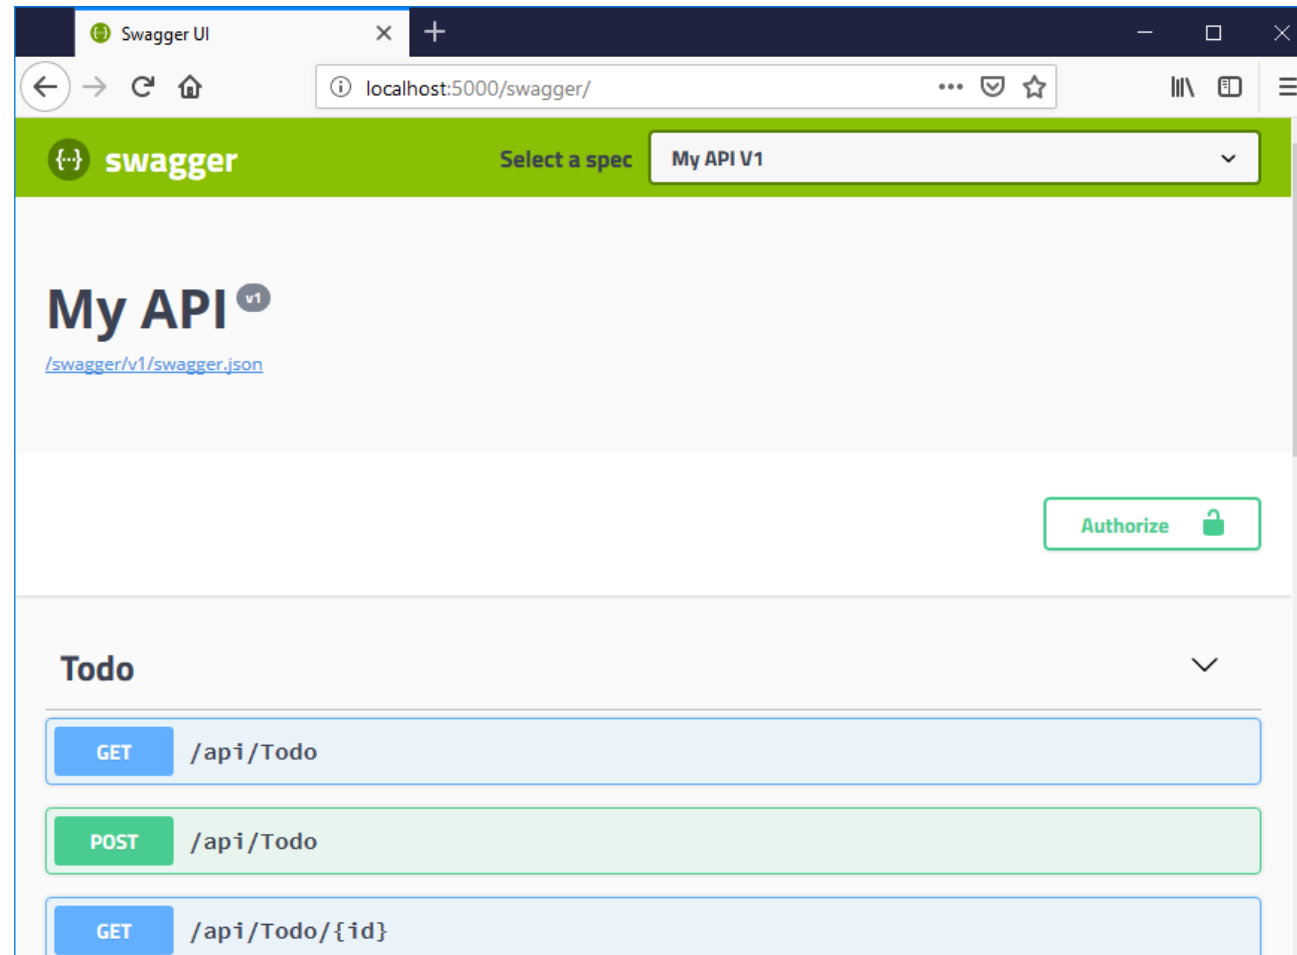 Swagger UI
localhost:5000/swagger/
swagger Select a spec My API V1
My API v1
/swagger/v1/swagger.json
Authorize
Todo
GET /api/Todo
POST /api/Todo
GET /api/Todo/{id}